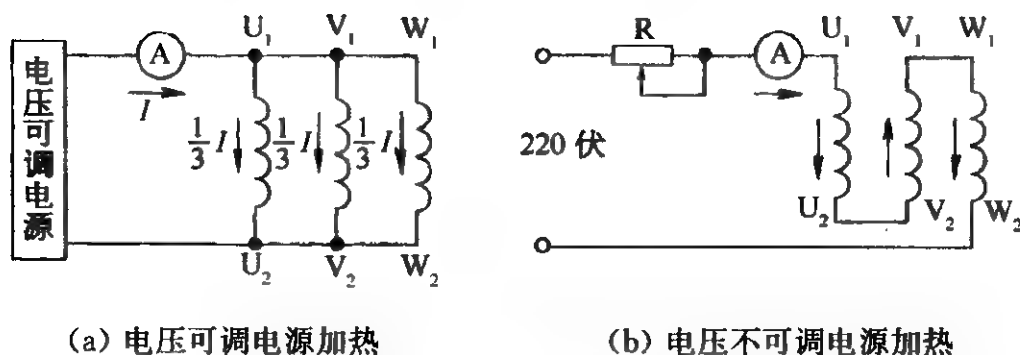 电压可调电源
A
I
U₁
V₁
W₁
1/3 I
1/3 I
1/3 I
U₂
V₂
W₂
(a) 电压可调电源加热
R
A
U₁
V₁
W₁
220 伏
U₂
V₂
W₂
(b) 电压不可调电源加热